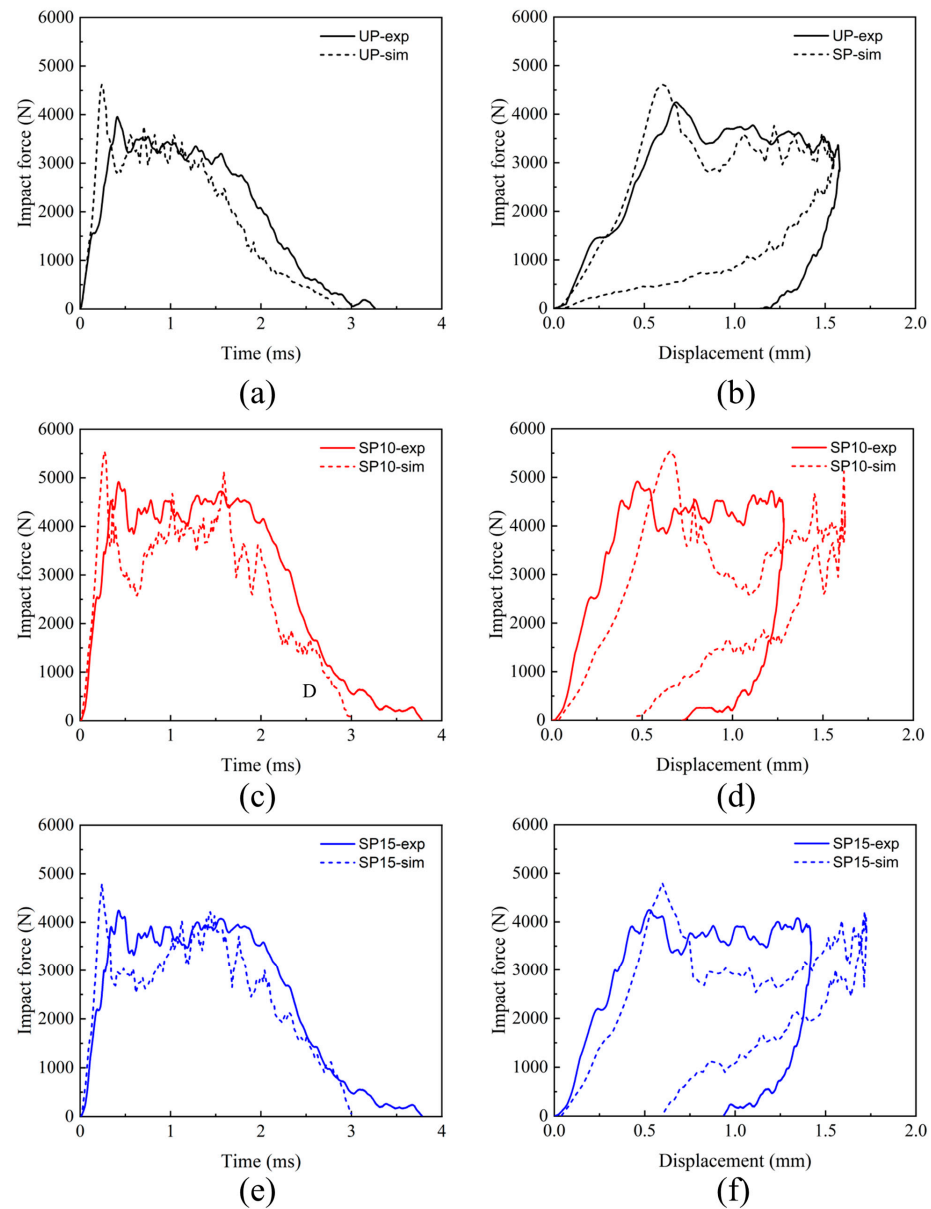 6000
5000
4000
3000
2000
1000
0
Impact force (N)
UP-exp
UP-sim
0 1 2 3 4
Time (ms)
(a)
6000
5000
4000
3000
2000
1000
0
Impact force (N)
UP-exp
SP-sim
0.0 0.5 1.0 1.5 2.0
Displacement (mm)
(b)
6000
5000
4000
3000
2000
1000
0
Impact force (N)
SP10-exp
SP10-sim
D
0 1 2 3 4
Time (ms)
(c)
6000
5000
4000
3000
2000
1000
0
Impact force (N)
SP10-exp
SP10-sim
0.0 0.5 1.0 1.5 2.0
Displacement (mm)
(d)
6000
5000
4000
3000
2000
1000
0
Impact force (N)
SP15-exp
SP15-sim
0 1 2 3 4
Time (ms)
(e)
6000
5000
4000
3000
2000
1000
0
Impact force (N)
SP15-exp
SP15-sim
0.0 0.5 1.0 1.5 2.0
Displacement (mm)
(f)